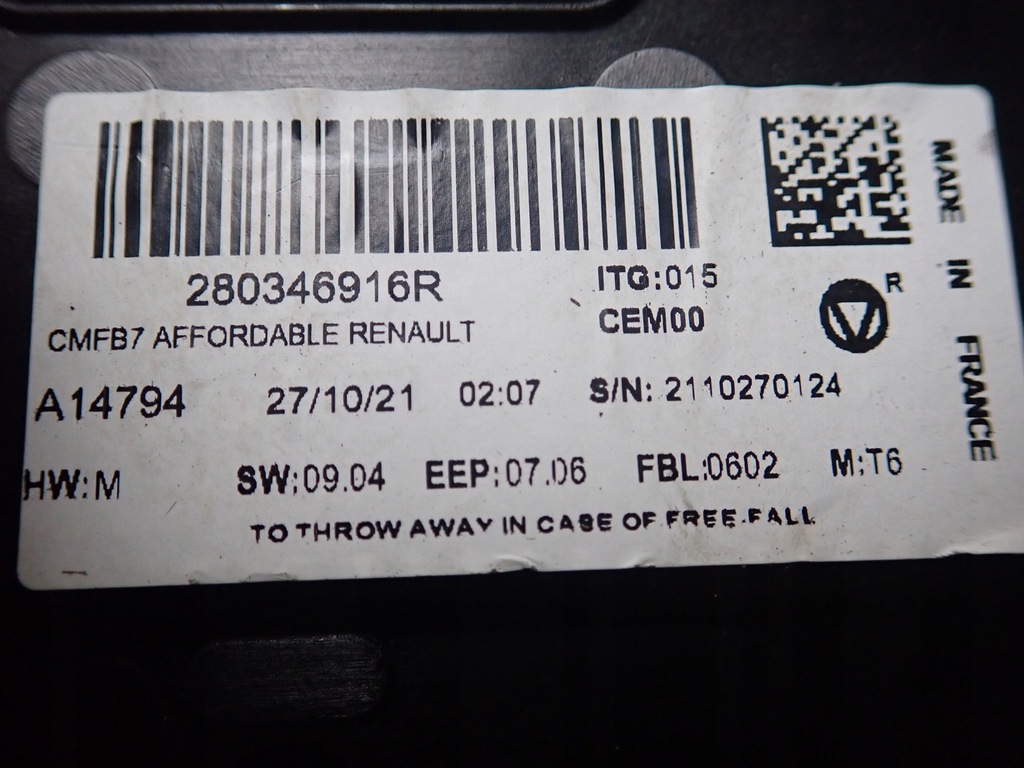 280346916R
ITG:015
CMFB7 AFFORDABLE RENAULT
CEM00
R
A14794 27/10/21 02:07 S/N: 2110270124
HW:M SW:09.04 EEP:07.06 FBL:0602 M:T6
TO THROW AWAY IN CASE OF FREE-FALL
MADE IN FRANCE